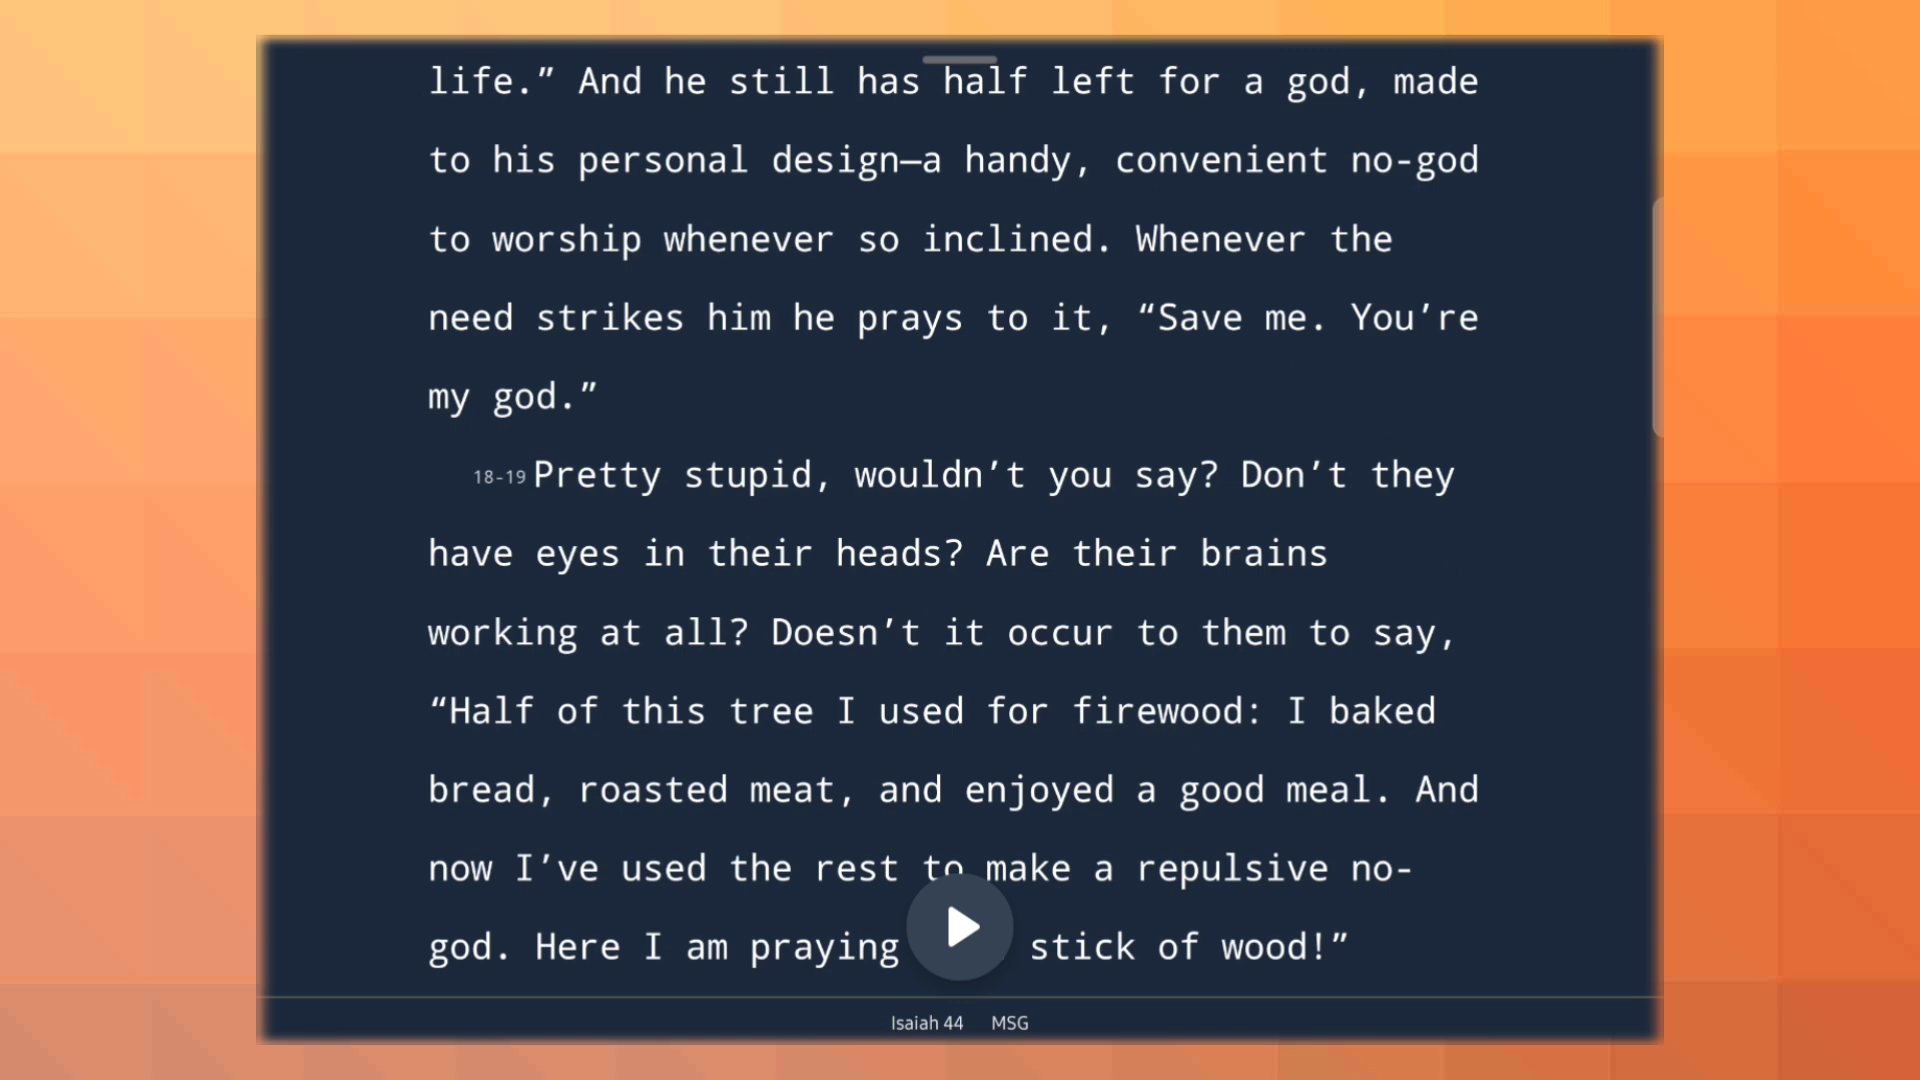 life.” And he still has half left for a god, made
to his personal design—a handy, convenient no-god
to worship whenever so inclined. Whenever the
need strikes him he prays to it, “Save me. You’re
my god.”
18-19 Pretty stupid, wouldn’t you say? Don’t they
have eyes in their heads? Are their brains
working at all? Doesn’t it occur to them to say,
“Half of this tree I used for firewood: I baked
bread, roasted meat, and enjoyed a good meal. And
now I’ve used the rest to make a repulsive no-
god. Here I am praying stick of wood!”
Isaiah 44 MSG